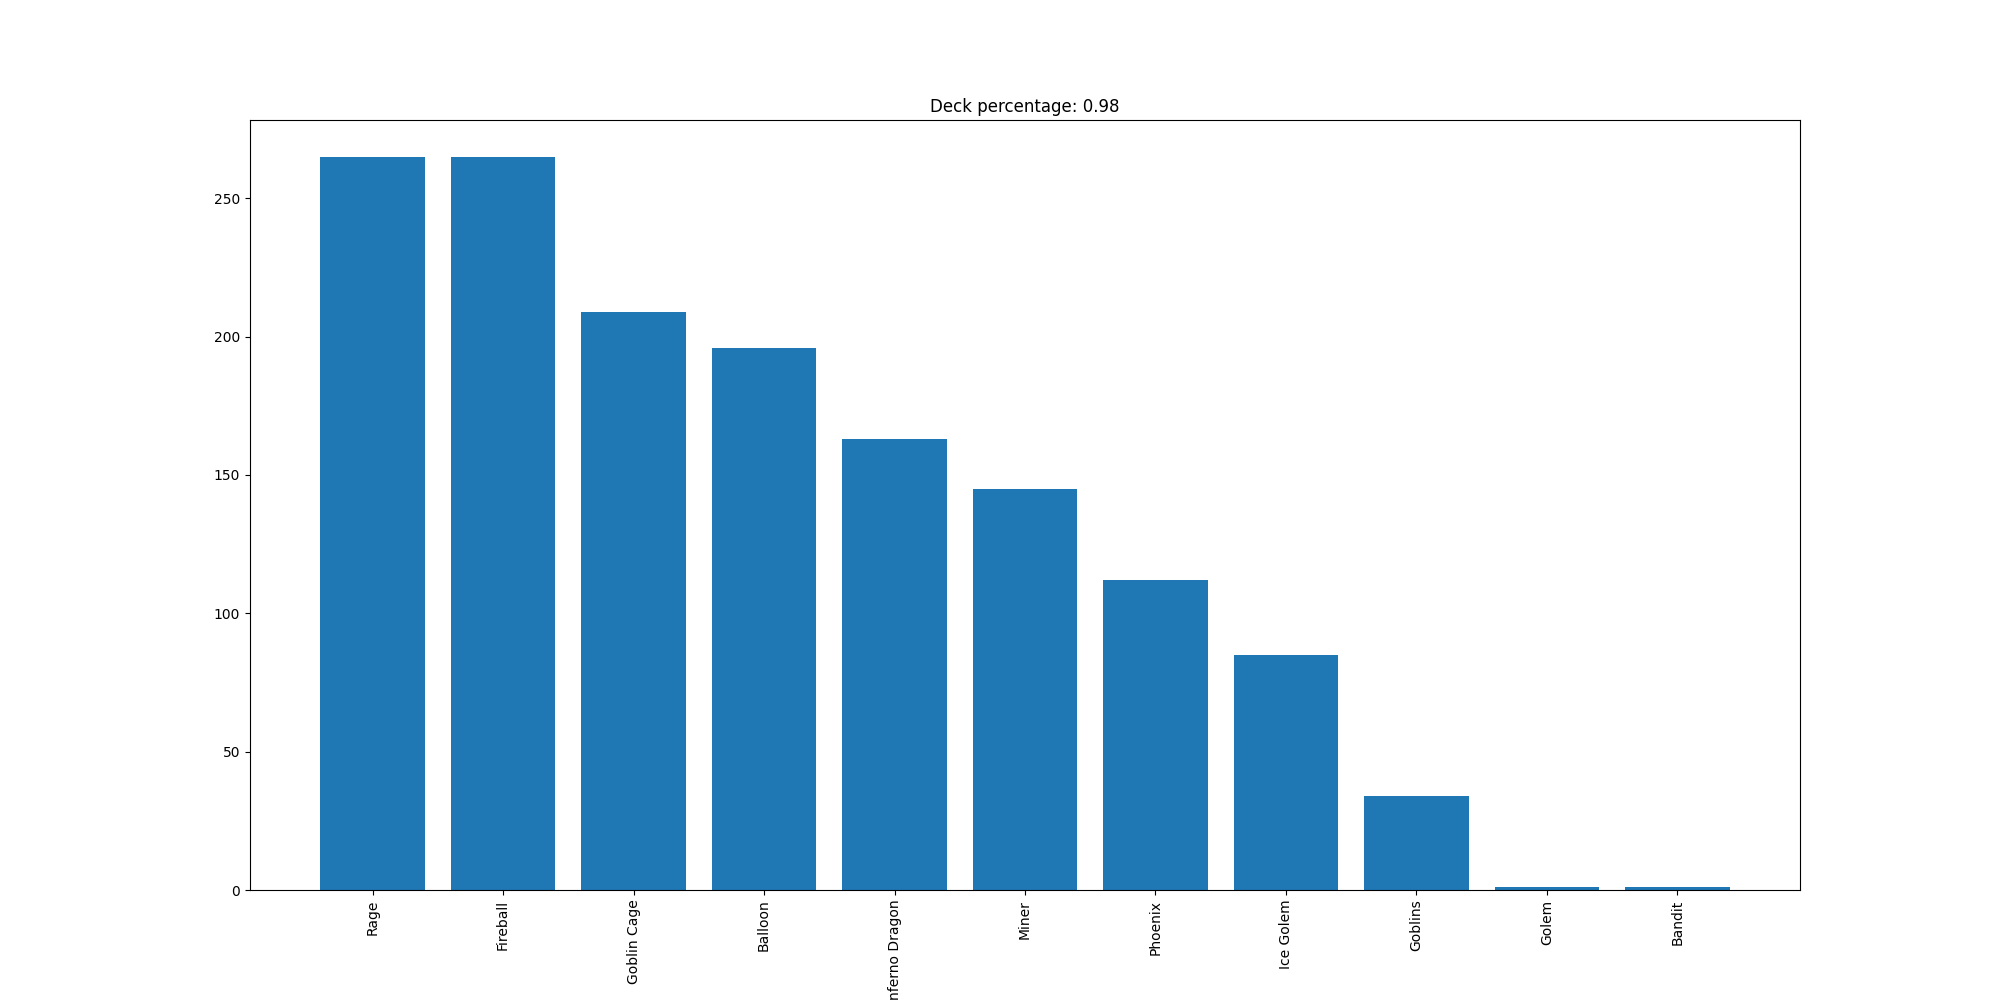 Deck percentage: 0.98
250
200
150
100
50
0
Rage
Fireball
Goblin Cage
Balloon
nferno Dragon
Miner
Phoenix
Ice Golem
Goblins
Golem
Bandit